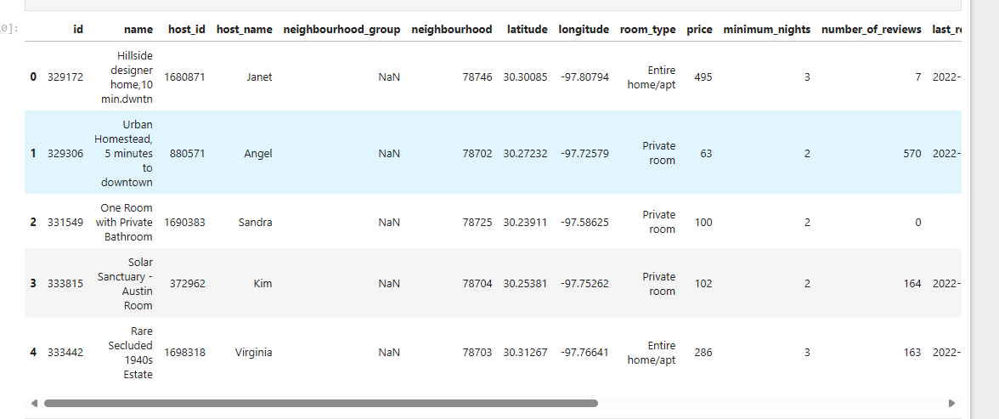 0]:
id name host_id host_name neighbourhood_group neighbourhood latitude longitude room_type price minimum_nights number_of_reviews last_re
0 329172 Hillside designer home,10 min.dwntn 1680871 Janet NaN 78746 30.30085 -97.80794 Entire home/apt 495 3 7 2022-
1 329306 Urban Homestead, 5 minutes to downtown 880571 Angel NaN 78702 30.27232 -97.72579 Private room 63 2 570 2022-
2 331549 One Room with Private Bathroom 1690383 Sandra NaN 78725 30.23911 -97.58625 Private room 100 2 0
3 333815 Solar Sanctuary - Austin Room 372962 Kim NaN 78704 30.25381 -97.75262 Private room 102 2 164 2022-
4 333442 Rare Secluded 1940s Estate 1698318 Virginia NaN 78703 30.31267 -97.76641 Entire home/apt 286 3 163 2022-